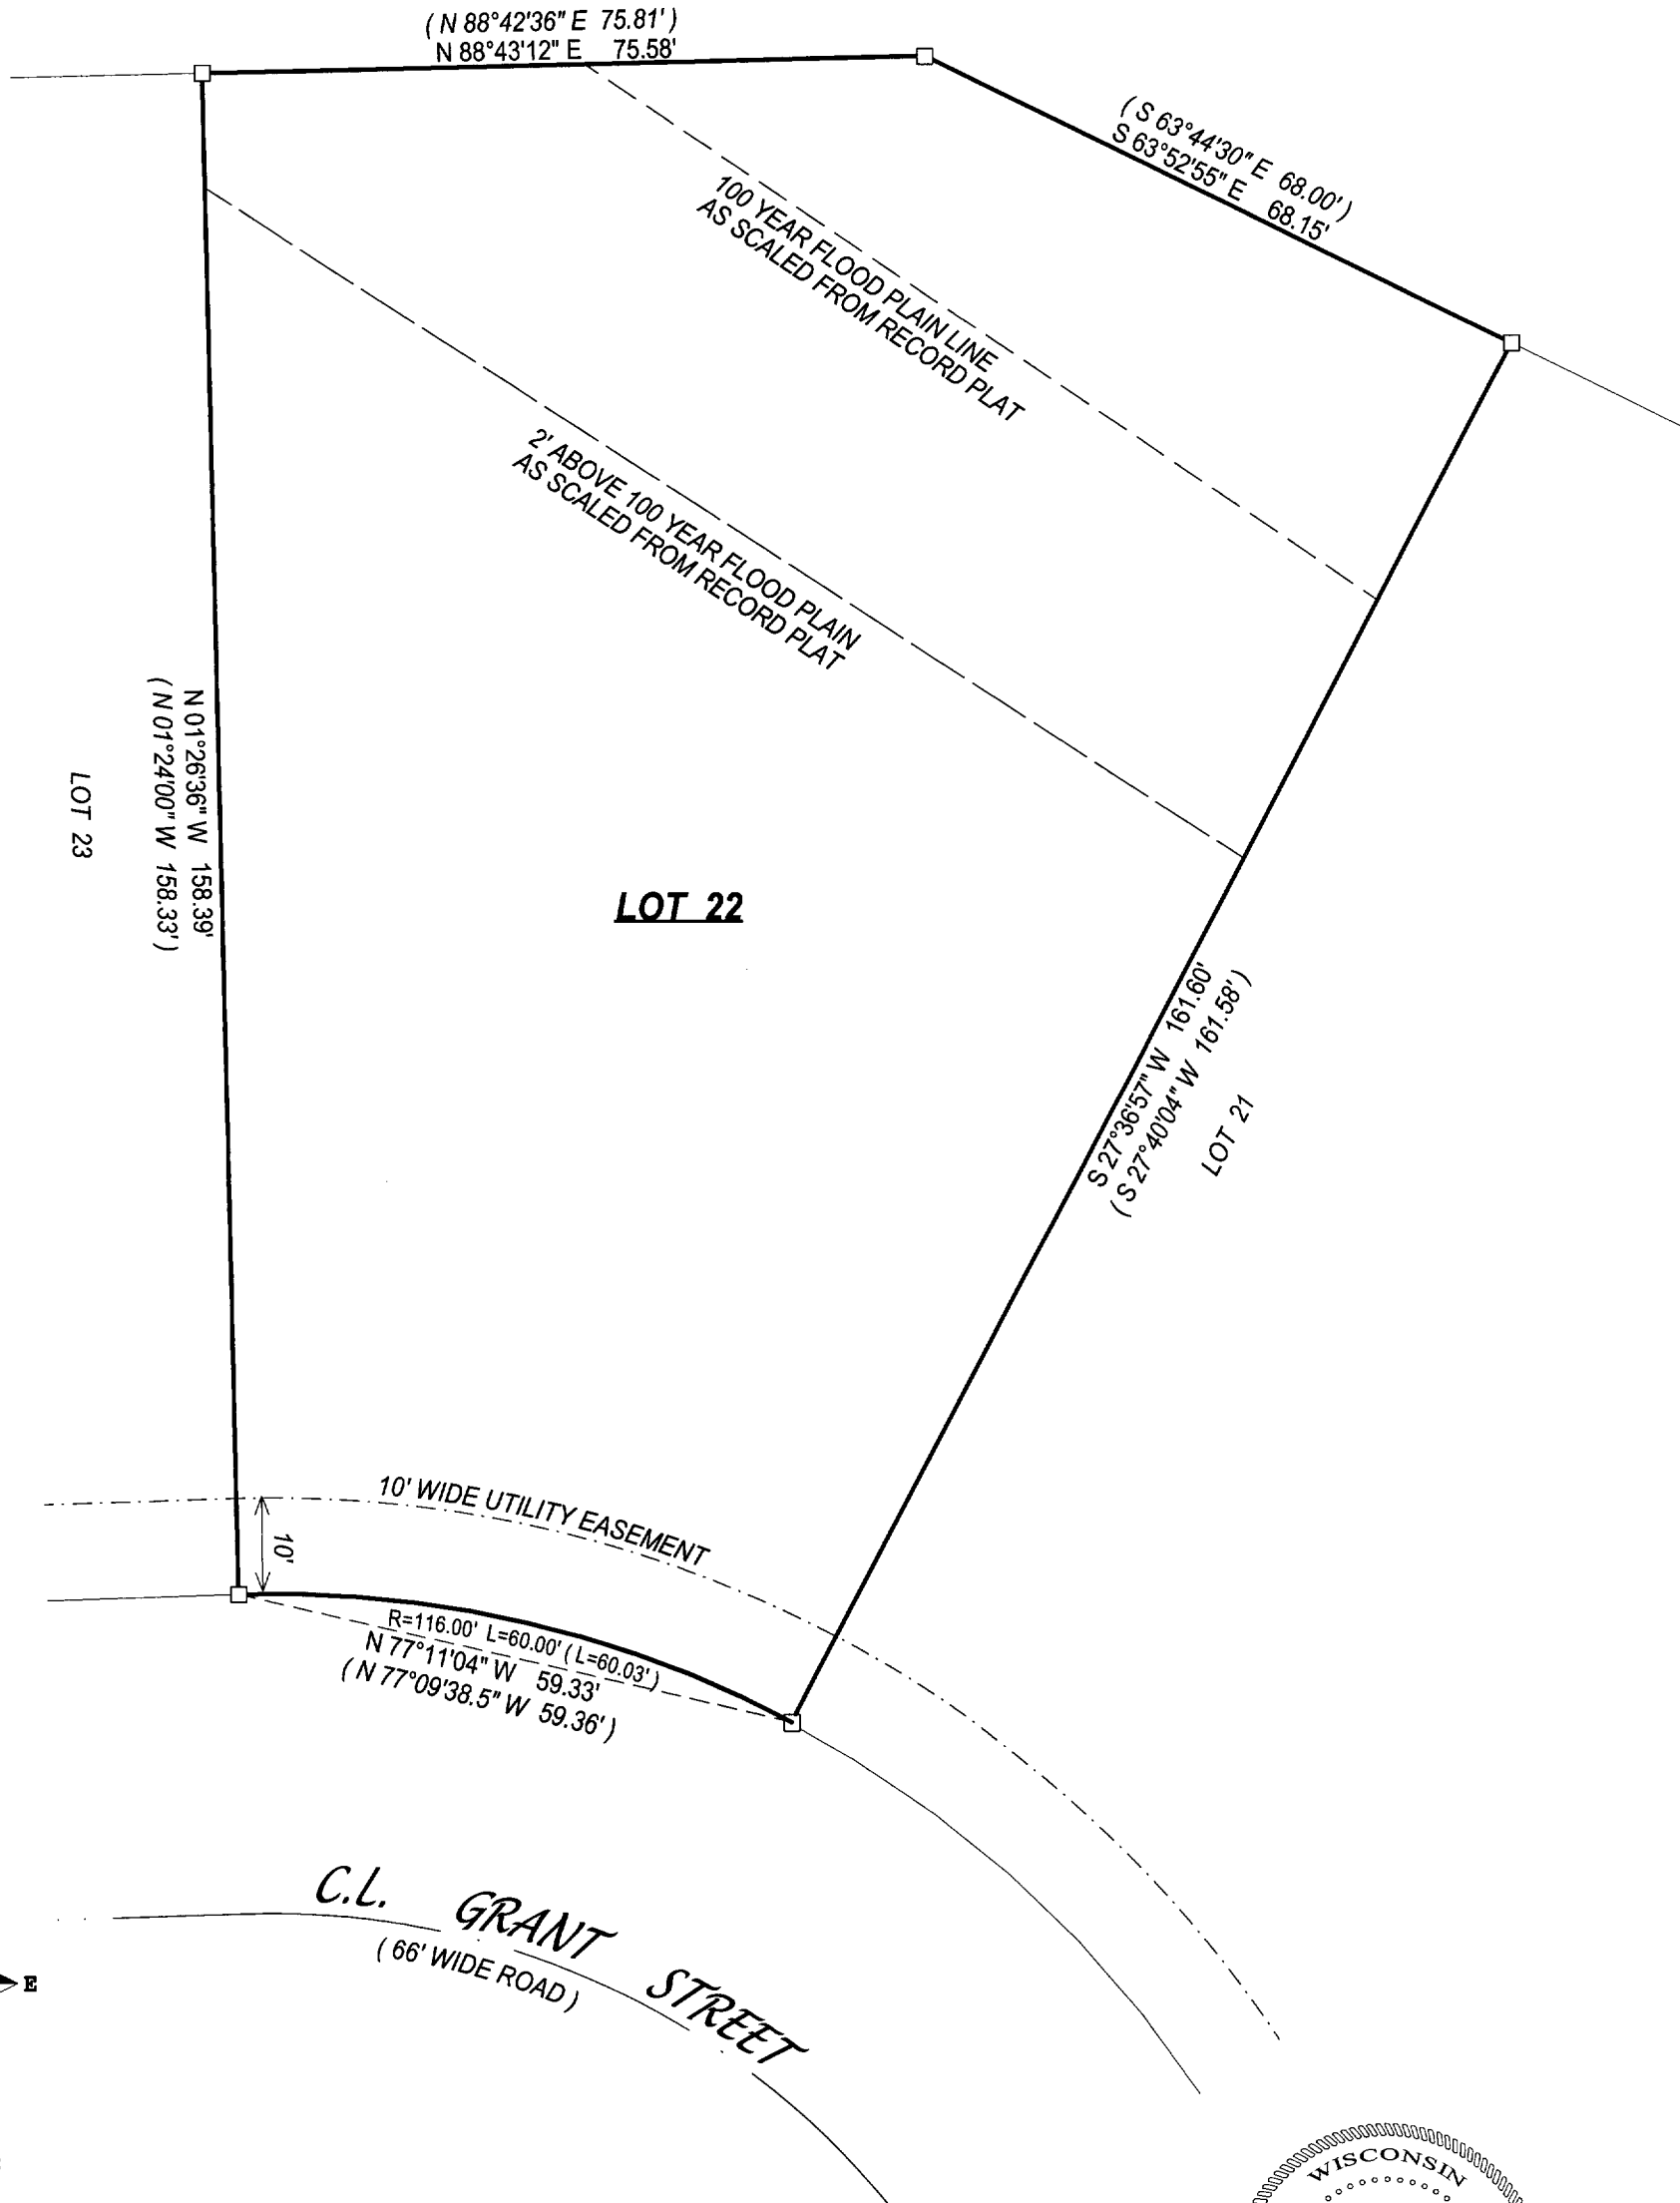 ( N 88°42'36" E 75.81' )
N 88°43'12" E 75.58'
( S 63°44'30" E 68.00' )
S 63°52'55" E 68.15'
100 YEAR FLOOD PLAIN LINE
AS SCALED FROM RECORD PLAT
2' ABOVE 100 YEAR FLOOD PLAIN
AS SCALED FROM RECORD PLAT
N 01°26'36" W 158.39'
( N 01°24'00" W 158.33' )
LOT 23
LOT 22
S 27°36'57" W 161.60'
( S 27°40'04" W 161.58' )
LOT 21
10' WIDE UTILITY EASEMENT
10'
R=116.00' L=60.00' ( L=60.03' )
N 77°11'04" W 59.33'
( N 77°09'38.5" W 59.36' )
C.L. GRANT STREET
( 66' WIDE ROAD )
E
WISCONSIN